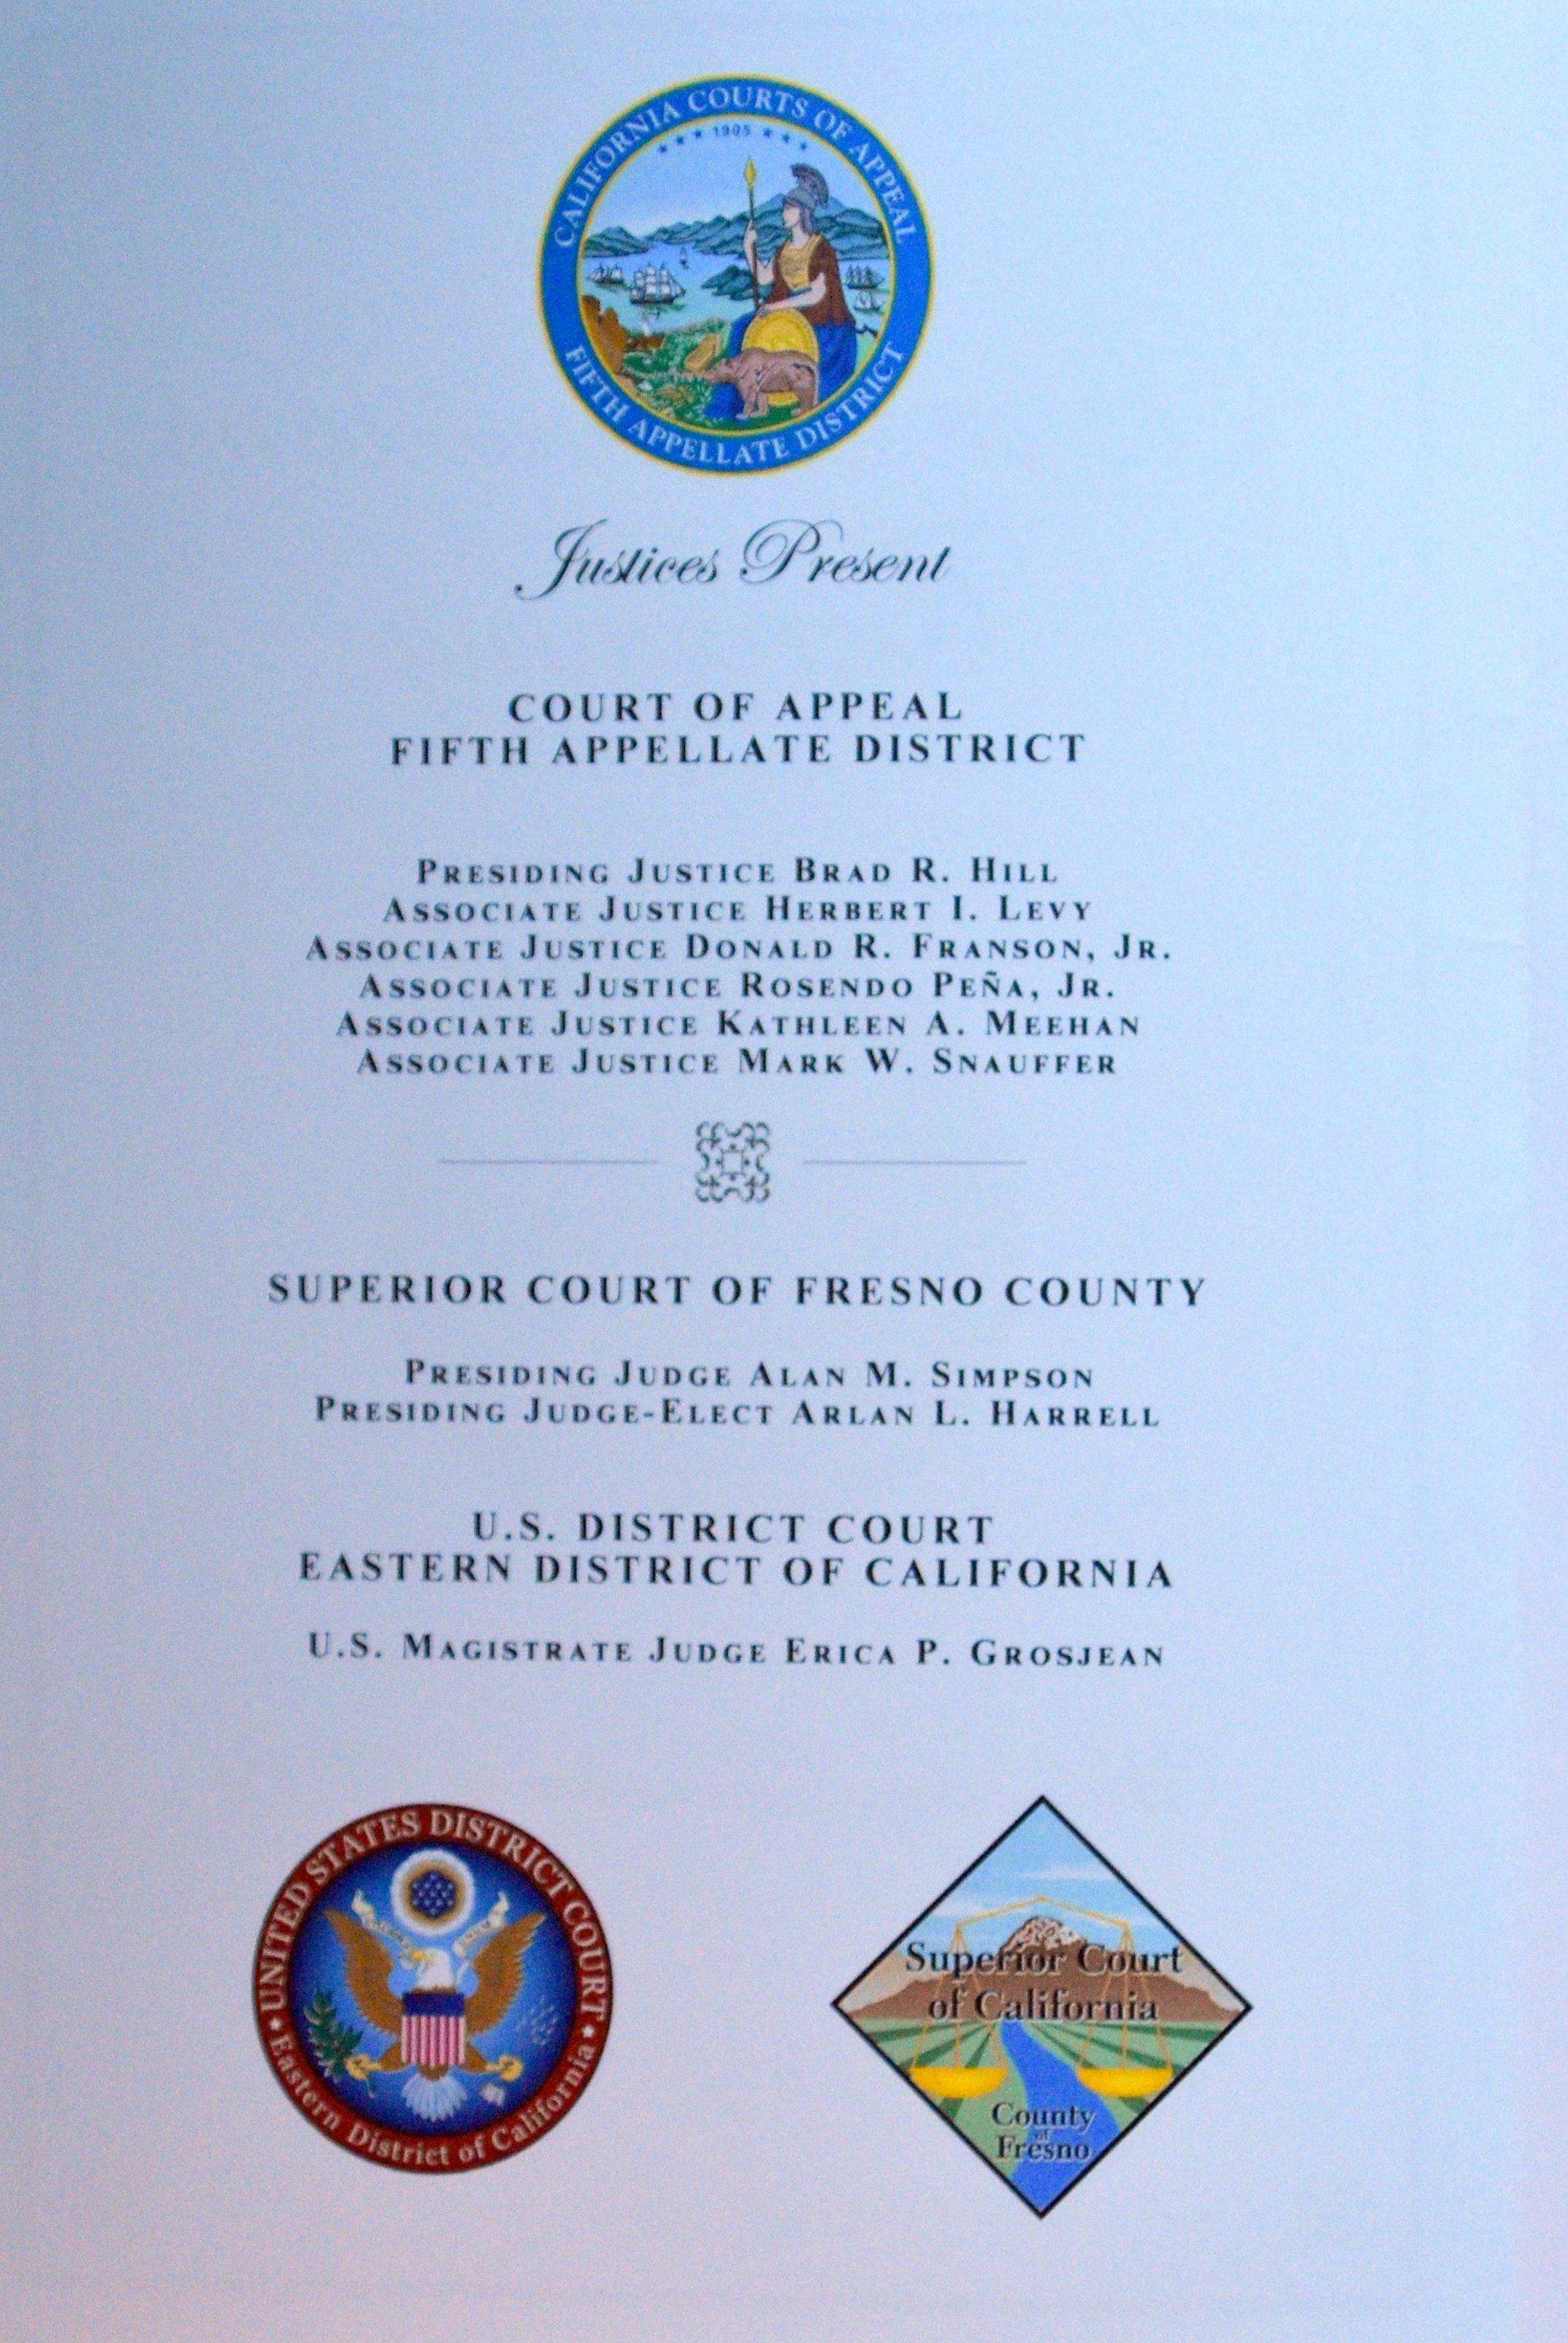 CALIFORNIA COURTS OF APPEAL
1905
FIFTH APPELLATE DISTRICT
Justices Present
COURT OF APPEAL
FIFTH APPELLATE DISTRICT
PRESIDING JUSTICE BRAD R. HILL
ASSOCIATE JUSTICE HERBERT I. LEVY
ASSOCIATE JUSTICE DONALD R. FRANSON, JR.
ASSOCIATE JUSTICE ROSENDO PEÑA, JR.
ASSOCIATE JUSTICE KATHLEEN A. MEEHAN
ASSOCIATE JUSTICE MARK W. SNAUFFER
SUPERIOR COURT OF FRESNO COUNTY
PRESIDING JUDGE ALAN M. SIMPSON
PRESIDING JUDGE-ELECT ARLAN L. HARRELL
U.S. DISTRICT COURT
EASTERN DISTRICT OF CALIFORNIA
U.S. MAGISTRATE JUDGE ERICA P. GROSJEAN
UNITED STATES DISTRICT COURT
Eastern District of California
Superior Court
of California
County
of
Fresno